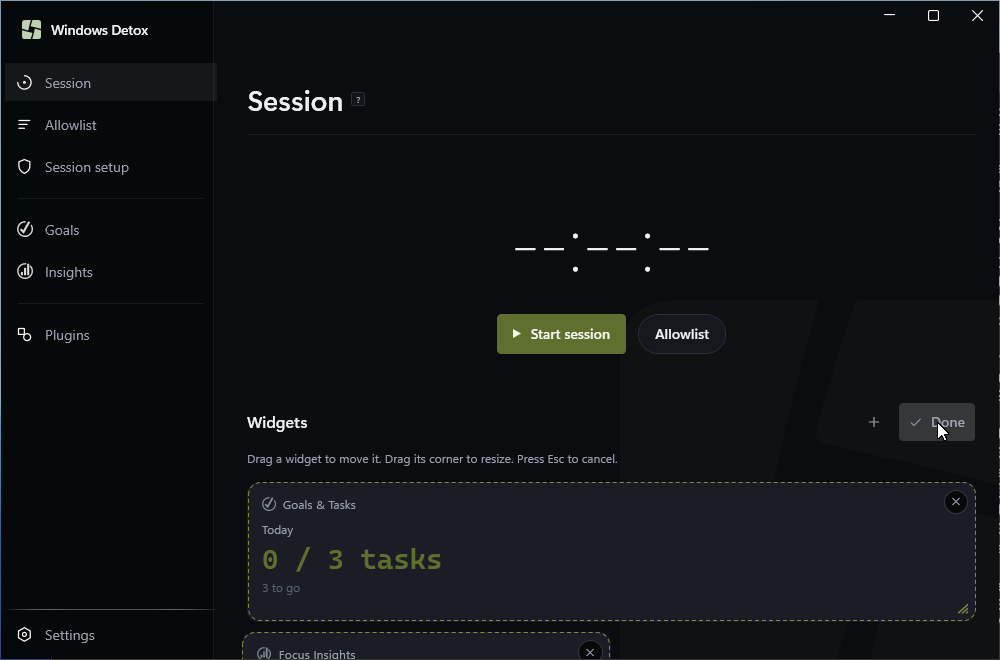 Windows Detox
Session
Allowlist
Session setup
Goals
Insights
Plugins
Settings
Session ?
--:--:--
Start session
Allowlist
Widgets
+ Done
Drag a widget to move it. Drag its corner to resize. Press Esc to cancel.
Goals & Tasks
Today
0 / 3 tasks
3 to go
Focus Insights